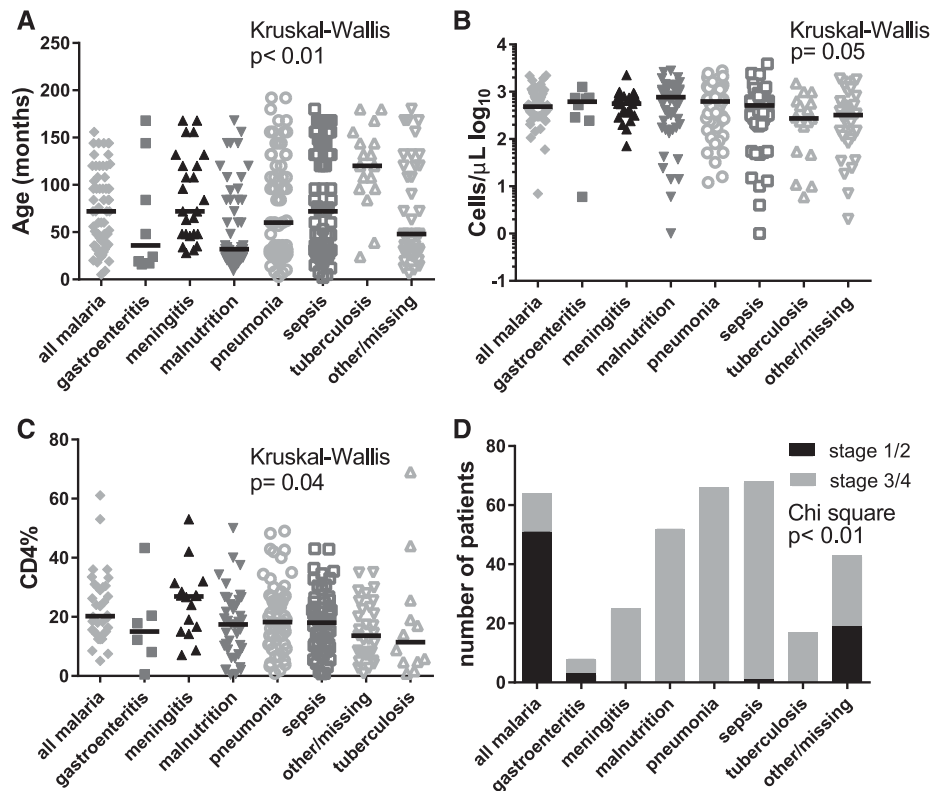 A
Kruskal-Wallis
p< 0.01
Age (months)
250
200
150
100
50
0
all malaria
gastroenteritis
meningitis
malnutrition
pneumonia
sepsis
tuberculosis
other/missing
B
Kruskal-Wallis
p= 0.05
Cells/µL log10
4
3
2
1
0
-1
all malaria
gastroenteritis
meningitis
malnutrition
pneumonia
sepsis
tuberculosis
other/missing
C
Kruskal-Wallis
p= 0.04
CD4%
80
60
40
20
0
all malaria
gastroenteritis
meningitis
malnutrition
pneumonia
sepsis
other/missing
tuberculosis
D
stage 1/2
stage 3/4
Chi square
p< 0.01
number of patients
80
60
40
20
0
all malaria
gastroenteritis
meningitis
malnutrition
pneumonia
sepsis
tuberculosis
other/missing